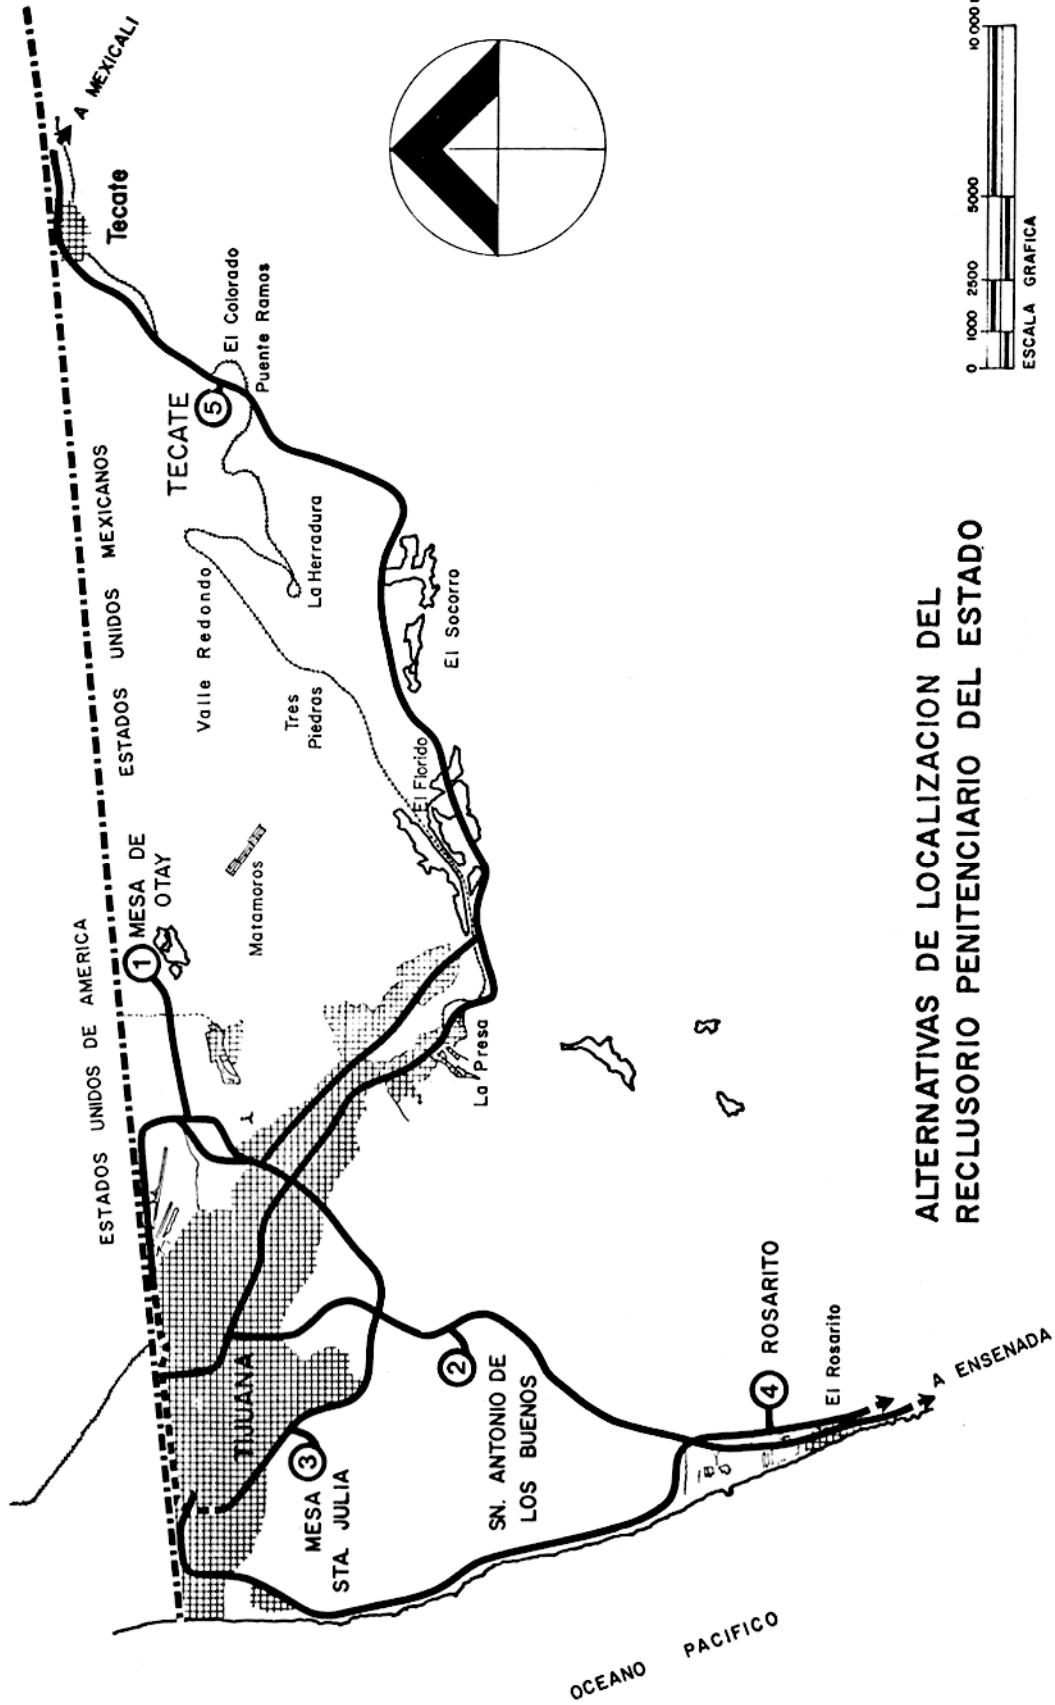 ESTADOS UNIDOS DE AMERICA
ESTADOS UNIDOS MEXICANOS
A MEXICALI
Tecate
TECATE
5
El Colorado
Puente Ramos
Valle Redondo
La Herradura
Tres
Piedras
El Socorro
El Florido
1
MESA DE
OTAY
Matamoros
La Presa
TIJUANA
3
MESA
STA. JULIA
2
SN. ANTONIO DE
LOS BUENOS
4
ROSARITO
El Rosarito
A ENSENADA
OCEANO PACIFICO
ALTERNATIVAS DE LOCALIZACION DEL
RECLUSORIO PENITENCIARIO DEL ESTADO
0 1000 2500 5000 10 000
ESCALA GRAFICA